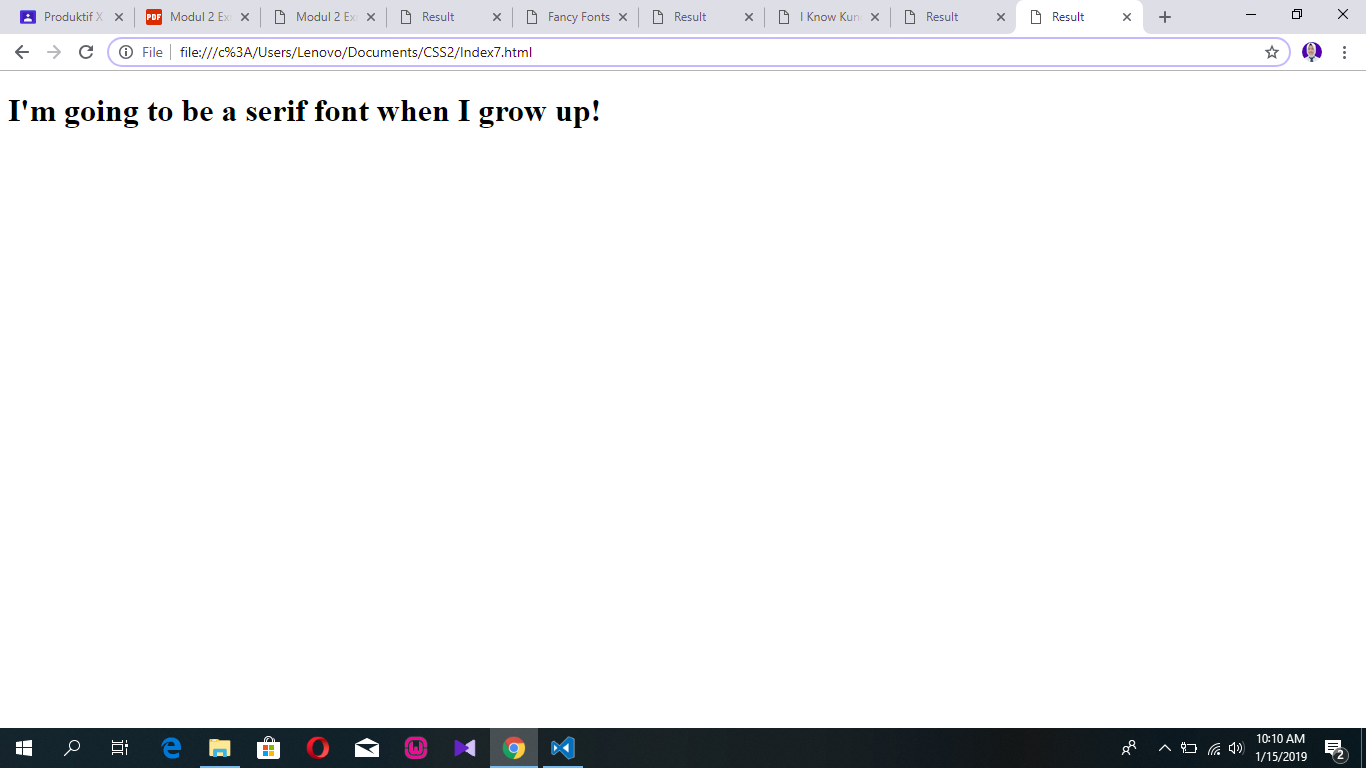 Produktif X
PDF Modul 2 Ex
Modul 2 Ex
Result
Fancy Fonts
Result
I Know Kun
Result
Result
File file:///c%3A/Users/Lenovo/Documents/CSS2/Index7.html
I'm going to be a serif font when I grow up!
10:10 AM
1/15/2019
2